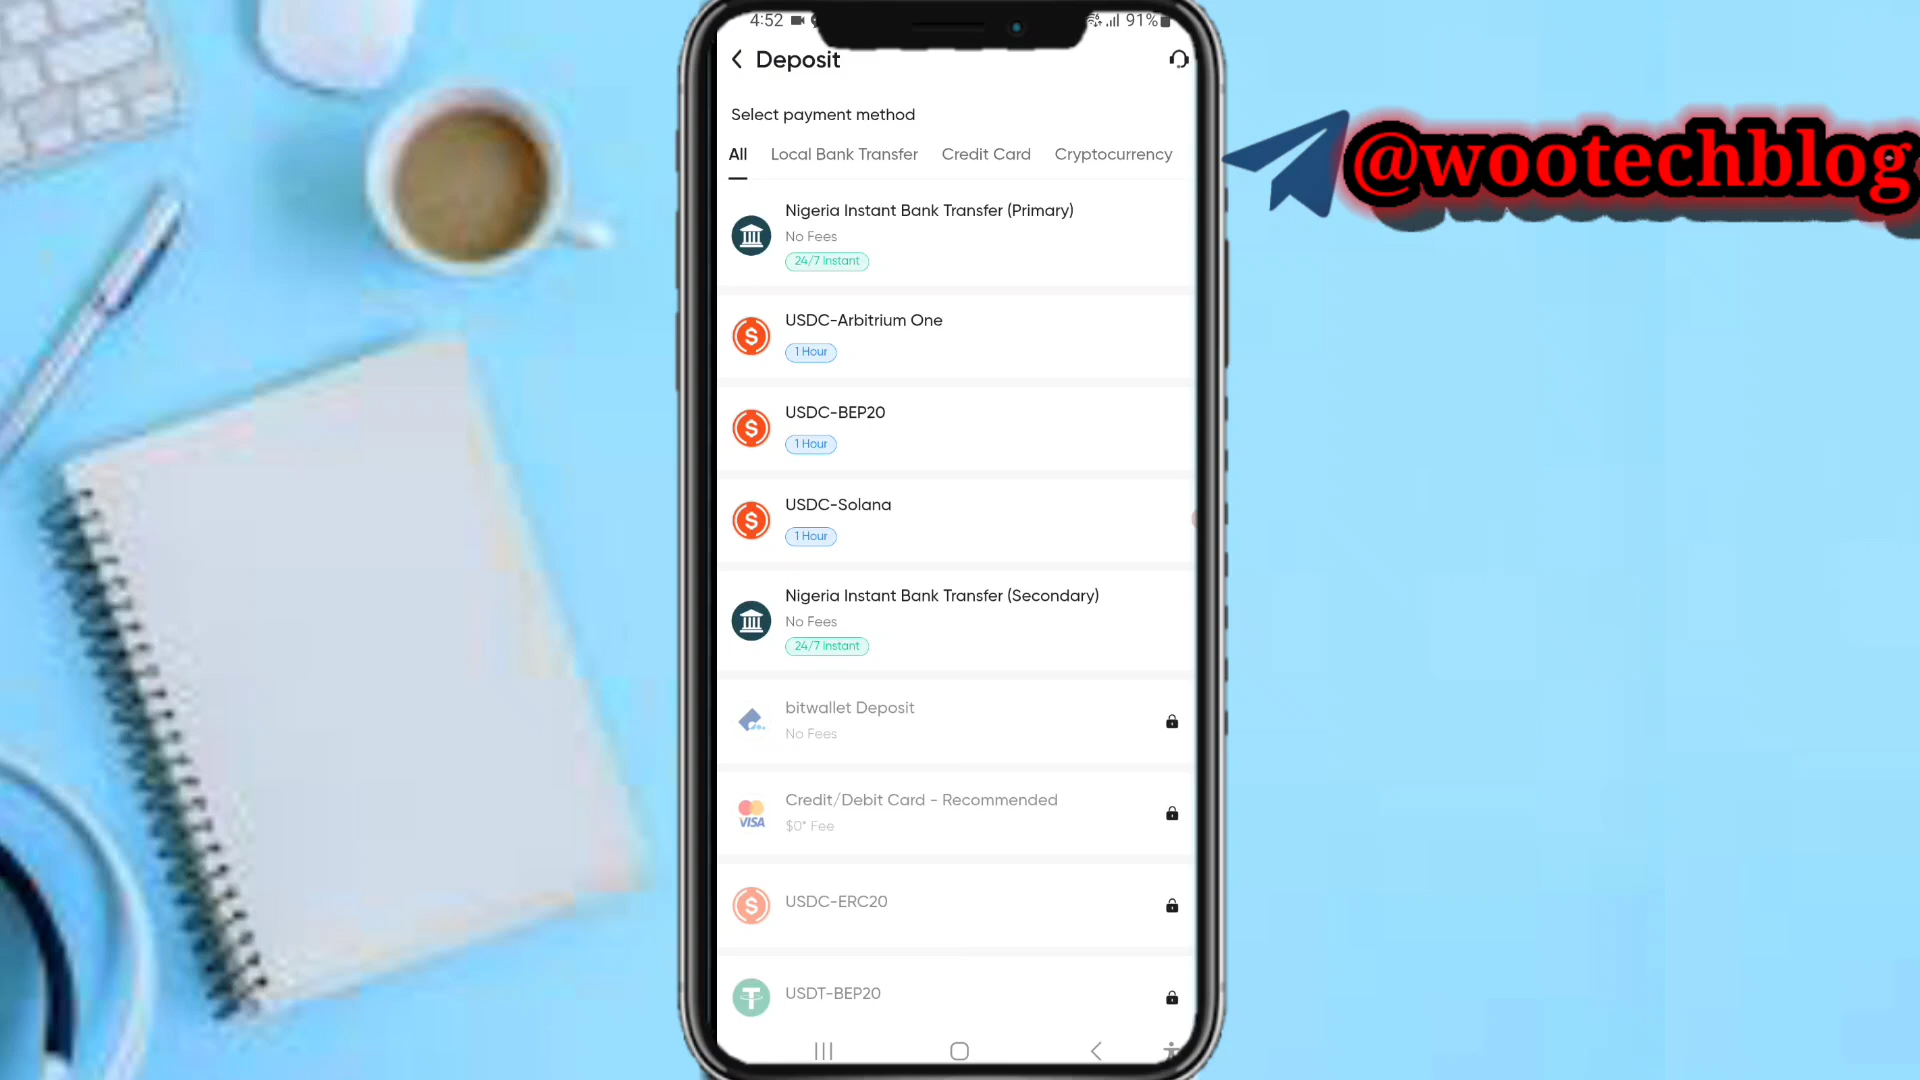 4:52
91%
Deposit
Select payment method
All Local Bank Transfer Credit Card Cryptocurrency
@wootechblog
Nigeria Instant Bank Transfer (Primary)
No Fees
24/7 Instant
USDC-Arbitrium One
1 Hour
USDC-BEP20
1 Hour
USDC-Solana
1 Hour
Nigeria Instant Bank Transfer (Secondary)
No Fees
24/7 Instant
bitwallet Deposit
No Fees
Credit/Debit Card - Recommended
VISA
$0* Fee
USDC-ERC20
USDT-BEP20